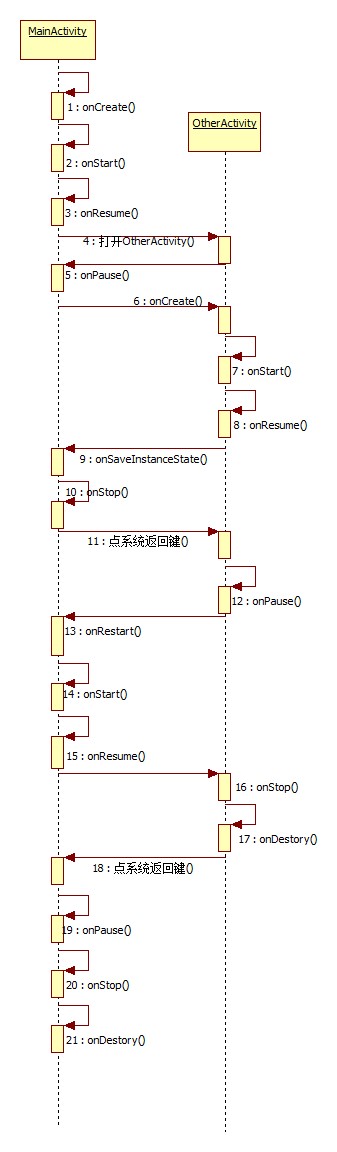 MainActivity
1 : onCreate()
OtherActivity
2 : onStart()
3 : onResume()
4 : 打开OtherActivity()
5 : onPause()
6 : onCreate()
7 : onStart()
8 : onResume()
9 : onSaveInstanceState()
10 : onStop()
11 : 点系统返回键()
12 : onPause()
13 : onRestart()
14 : onStart()
15 : onResume()
16 : onStop()
17 : onDestory()
18 : 点系统返回键()
19 : onPause()
20 : onStop()
21 : onDestory()